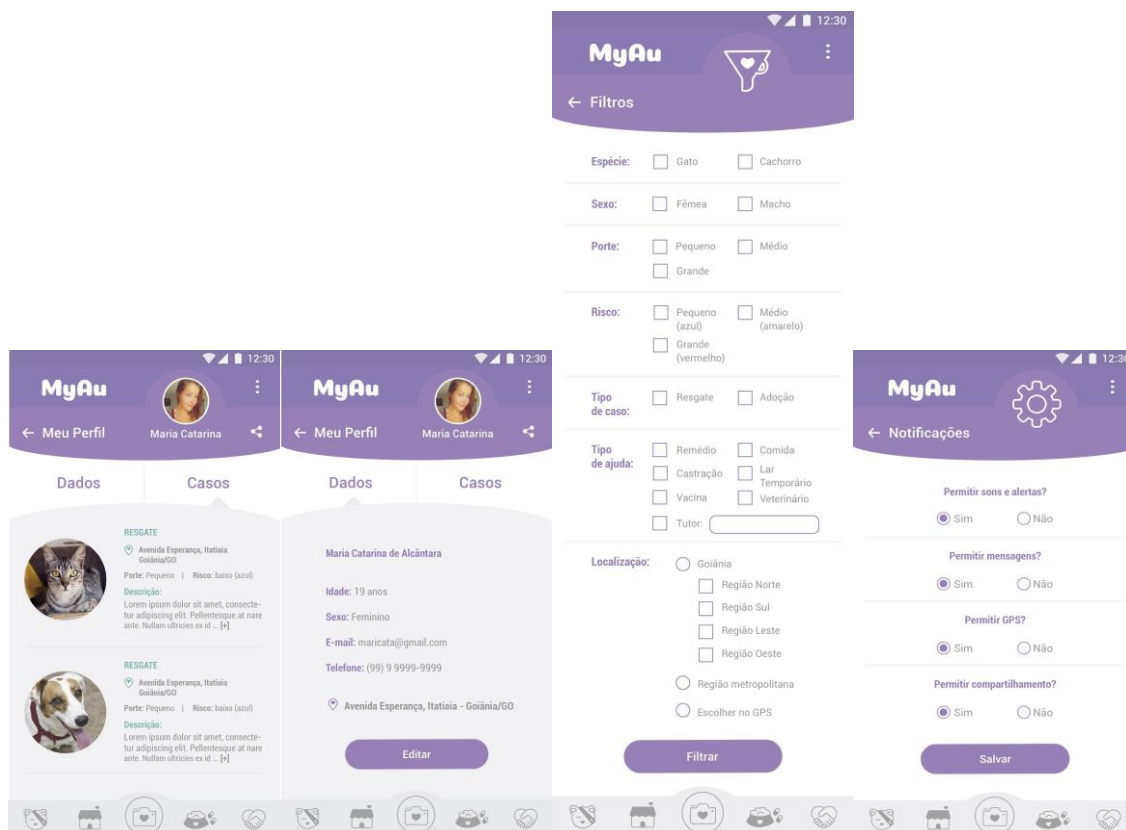 12:30
MyAu
← Meu Perfil
Maria Catarina
Dados
Casos
RESGATE
Avenida Esperança, Itatiaia
Goiânia/GO
Porte: Pequeno | Risco: baixo (azul)
Descrição:
Lorem ipsum dolor sit amet, consecte-
tur adipiscing elit. Pellentesque at nare
ante. Nullam ultricies ex id ... [+]
RESGATE
Avenida Esperança, Itatiaia
Goiânia/GO
Porte: Pequeno | Risco: baixo (azul)
Descrição:
Lorem ipsum dolor sit amet, consecte-
tur adipiscing elit. Pellentesque at nare
ante. Nullam ultricies ex id ... [+]
12:30
MyAu
← Meu Perfil
Maria Catarina
Dados
Casos
Maria Catarina de Alcântara
Idade: 19 anos
Sexo: Feminino
E-mail: maricata@gmail.com
Telefone: (99) 9 9999-9999
Avenida Esperança, Itatiaia - Goiânia/GO
Editar
12:30
MyAu
← Filtros
Espécie: Gato Cachorro
Sexo: Fêmea Macho
Porte: Pequeno Médio
Grande
Risco: Pequeno Médio
(azul) (amarelo)
Grande
(vermelho)
Tipo Resgate Adoção
de caso:
Tipo Remédio Comida
de ajuda:
Castração Lar
Temporário
Vacina Veterinário
Tutor:
Localização: Goiânia
Região Norte
Região Sul
Região Leste
Região Oeste
Região metropolitana
Escolher no GPS
Filtrar
12:30
MyAu
← Notificações
Permitir sons e alertas?
Sim Não
Permitir mensagens?
Sim Não
Permitir GPS?
Sim Não
Permitir compartilhamento?
Sim Não
Salvar